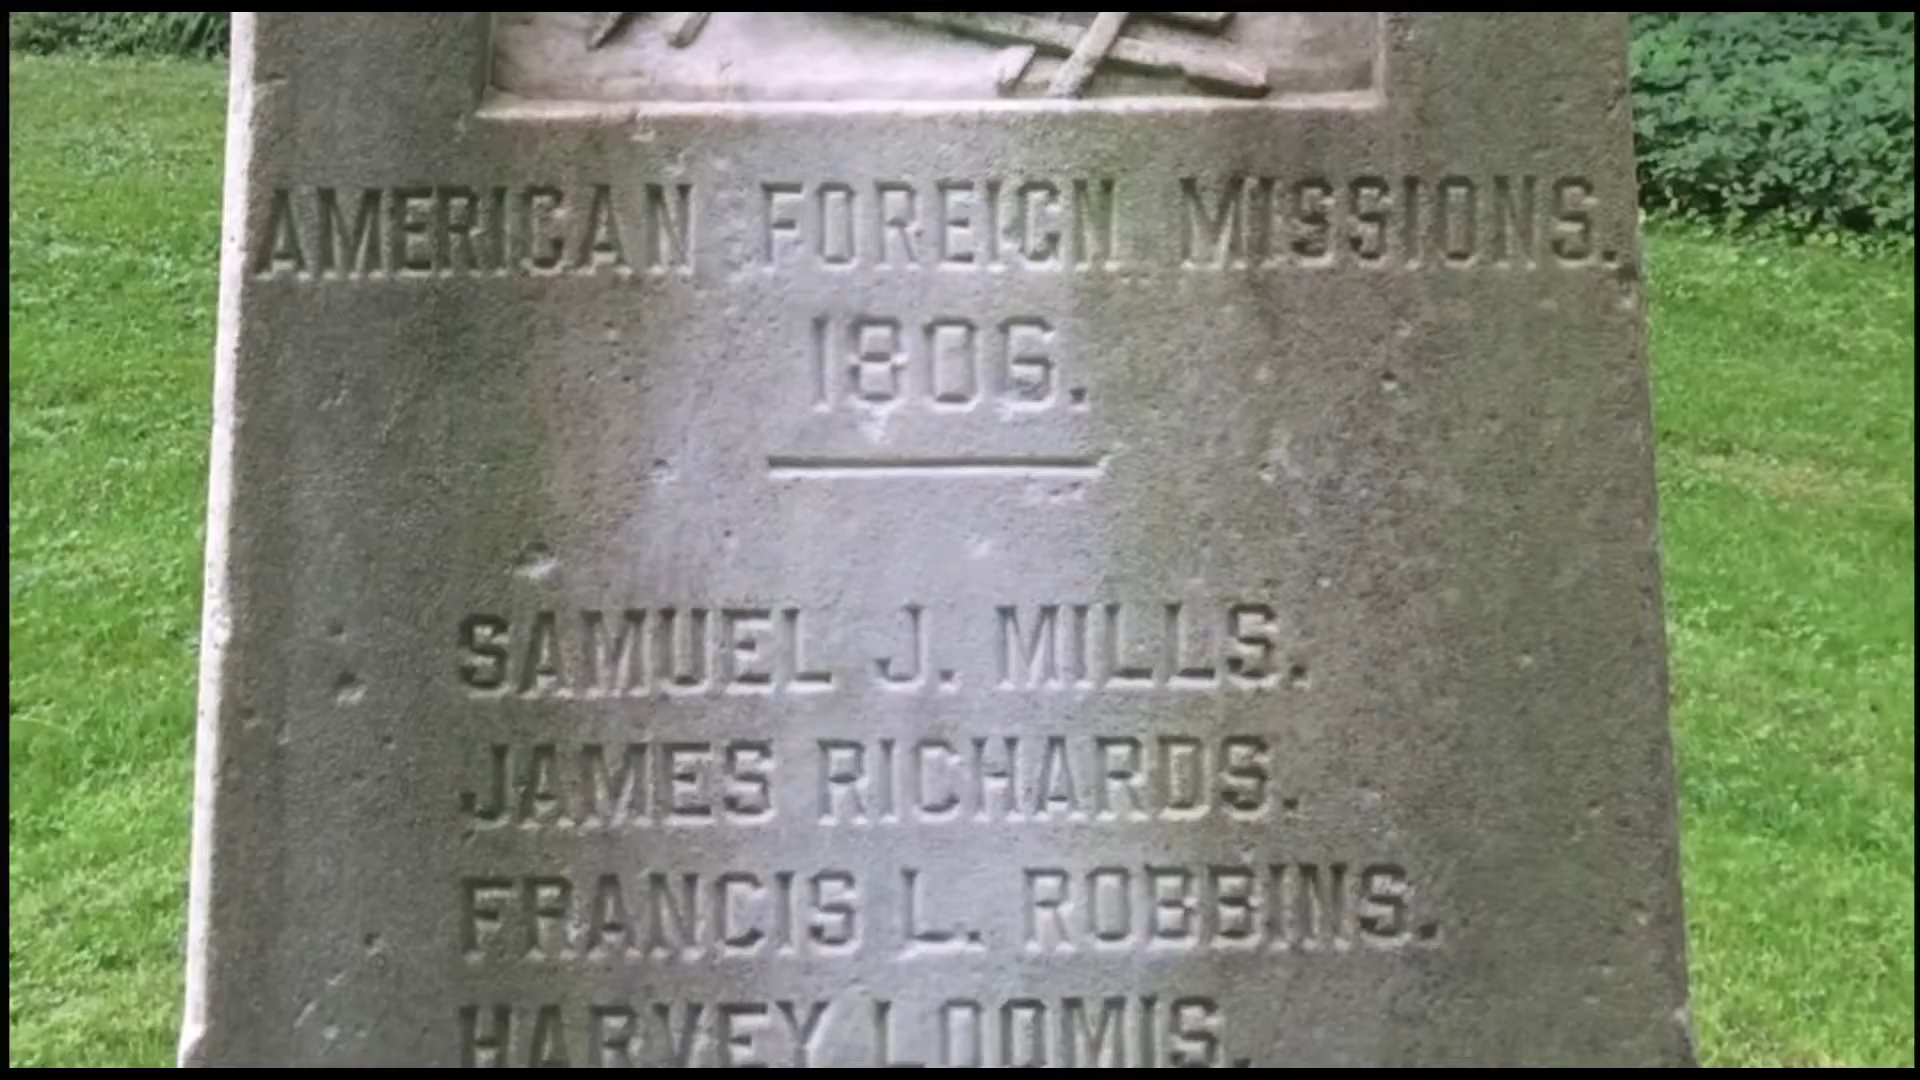 AMERICAN FOREIGN MISSIONS.
1806.
SAMUEL J. MILLS.
JAMES RICHARDS.
FRANCIS L. ROBBINS.
HARVEY LOOMIS.